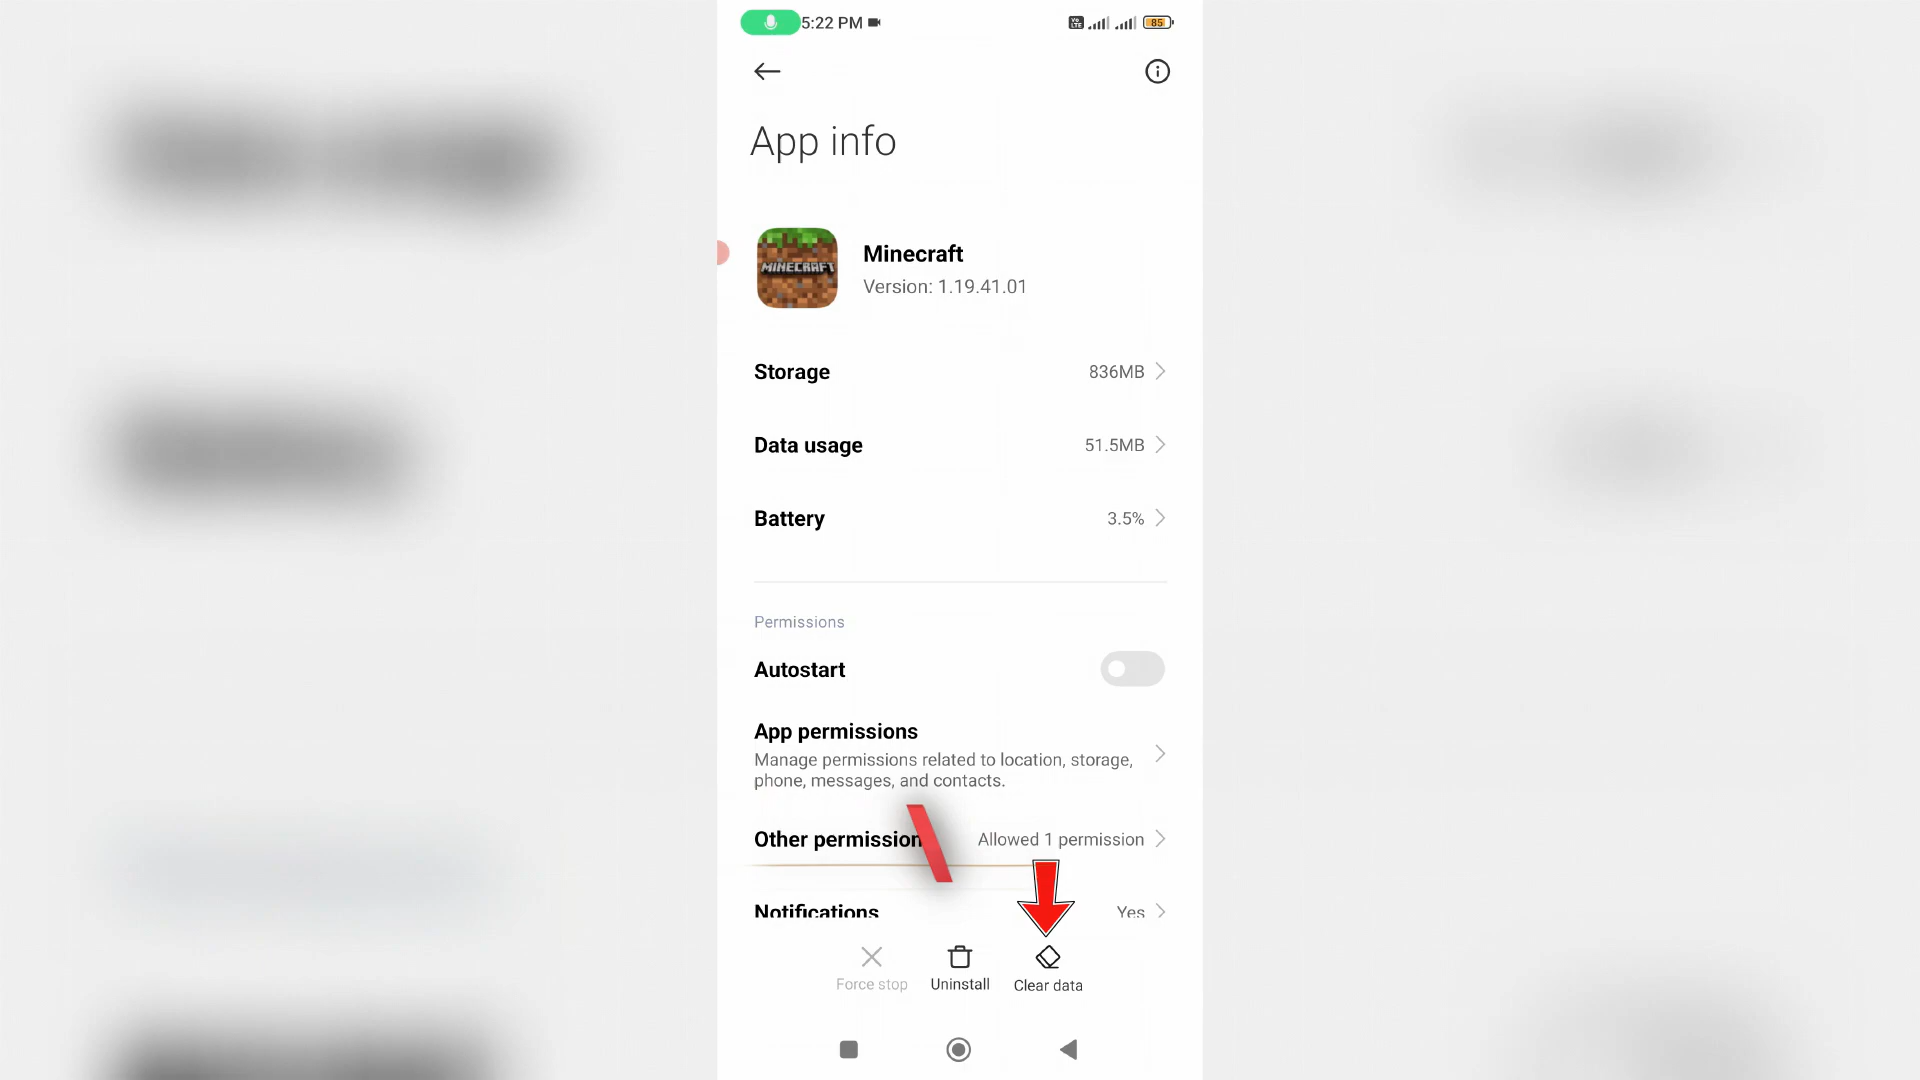 5:22 PM
Vo LTE
85
App info
MINECRAFT
Minecraft
Version: 1.19.41.01
Storage 836MB
Data usage 51.5MB
Battery 3.5%
Permissions
Autostart
App permissions
Manage permissions related to location, storage,
phone, messages, and contacts.
Other permission Allowed 1 permission
Notifications Yes
Force stop Uninstall Clear data